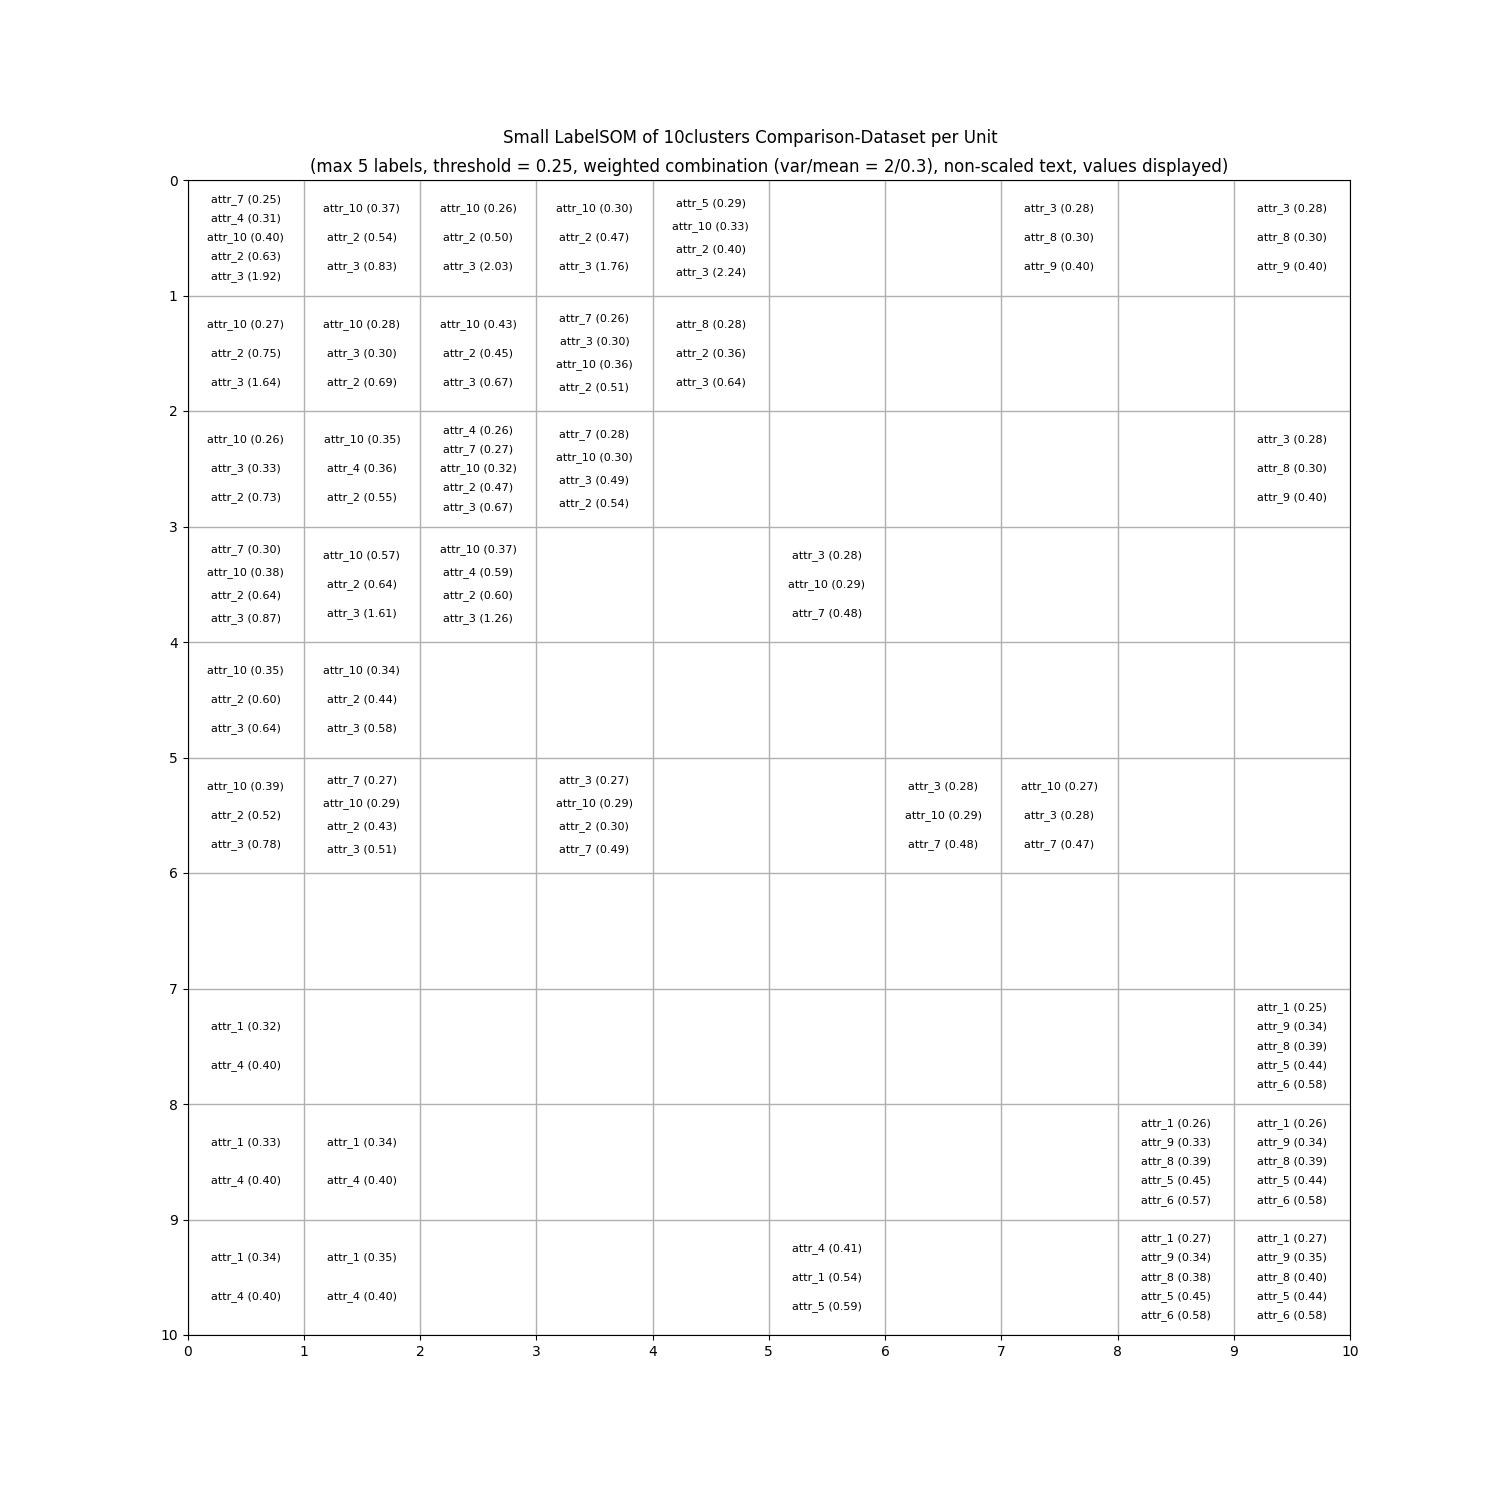 Small LabelSOM of 10clusters Comparison-Dataset per Unit
(max 5 labels, threshold = 0.25, weighted combination (var/mean = 2/0.3), non-scaled text, values displayed)
0
attr_7 (0.25)
attr_4 (0.31)
attr_10 (0.40)
attr_2 (0.63)
attr_3 (1.92)
attr_10 (0.37)
attr_2 (0.54)
attr_3 (0.83)
attr_10 (0.26)
attr_2 (0.50)
attr_3 (2.03)
attr_10 (0.30)
attr_2 (0.47)
attr_3 (1.76)
attr_5 (0.29)
attr_10 (0.33)
attr_2 (0.40)
attr_3 (2.24)
attr_3 (0.28)
attr_8 (0.30)
attr_9 (0.40)
attr_3 (0.28)
attr_8 (0.30)
attr_9 (0.40)
1
attr_10 (0.27)
attr_2 (0.75)
attr_3 (1.64)
attr_10 (0.28)
attr_3 (0.30)
attr_2 (0.69)
attr_10 (0.43)
attr_2 (0.45)
attr_3 (0.67)
attr_7 (0.26)
attr_3 (0.30)
attr_10 (0.36)
attr_2 (0.51)
attr_8 (0.28)
attr_2 (0.36)
attr_3 (0.64)
2
attr_10 (0.26)
attr_3 (0.33)
attr_2 (0.73)
attr_10 (0.35)
attr_4 (0.36)
attr_2 (0.55)
attr_4 (0.26)
attr_7 (0.27)
attr_10 (0.32)
attr_2 (0.47)
attr_3 (0.67)
attr_7 (0.28)
attr_10 (0.30)
attr_3 (0.49)
attr_2 (0.54)
attr_3 (0.28)
attr_8 (0.30)
attr_9 (0.40)
3
attr_7 (0.30)
attr_10 (0.38)
attr_2 (0.64)
attr_3 (0.87)
attr_10 (0.57)
attr_2 (0.64)
attr_3 (1.61)
attr_10 (0.37)
attr_4 (0.59)
attr_2 (0.60)
attr_3 (1.26)
attr_3 (0.28)
attr_10 (0.29)
attr_7 (0.48)
4
attr_10 (0.35)
attr_2 (0.60)
attr_3 (0.64)
attr_10 (0.34)
attr_2 (0.44)
attr_3 (0.58)
5
attr_10 (0.39)
attr_2 (0.52)
attr_3 (0.78)
attr_7 (0.27)
attr_10 (0.29)
attr_2 (0.43)
attr_3 (0.51)
attr_3 (0.27)
attr_10 (0.29)
attr_2 (0.30)
attr_7 (0.49)
attr_3 (0.28)
attr_10 (0.29)
attr_7 (0.48)
attr_10 (0.27)
attr_3 (0.28)
attr_7 (0.47)
6
7
attr_1 (0.32)
attr_4 (0.40)
attr_1 (0.25)
attr_9 (0.34)
attr_8 (0.39)
attr_5 (0.44)
attr_6 (0.58)
8
attr_1 (0.33)
attr_4 (0.40)
attr_1 (0.34)
attr_4 (0.40)
attr_1 (0.26)
attr_9 (0.33)
attr_8 (0.39)
attr_5 (0.45)
attr_6 (0.57)
attr_1 (0.26)
attr_9 (0.34)
attr_8 (0.39)
attr_5 (0.44)
attr_6 (0.58)
9
attr_1 (0.34)
attr_4 (0.40)
attr_1 (0.35)
attr_4 (0.40)
attr_4 (0.41)
attr_1 (0.54)
attr_5 (0.59)
attr_1 (0.27)
attr_9 (0.34)
attr_8 (0.38)
attr_5 (0.45)
attr_6 (0.58)
attr_1 (0.27)
attr_9 (0.35)
attr_8 (0.40)
attr_5 (0.44)
attr_6 (0.58)
10
0 1 2 3 4 5 6 7 8 9 10